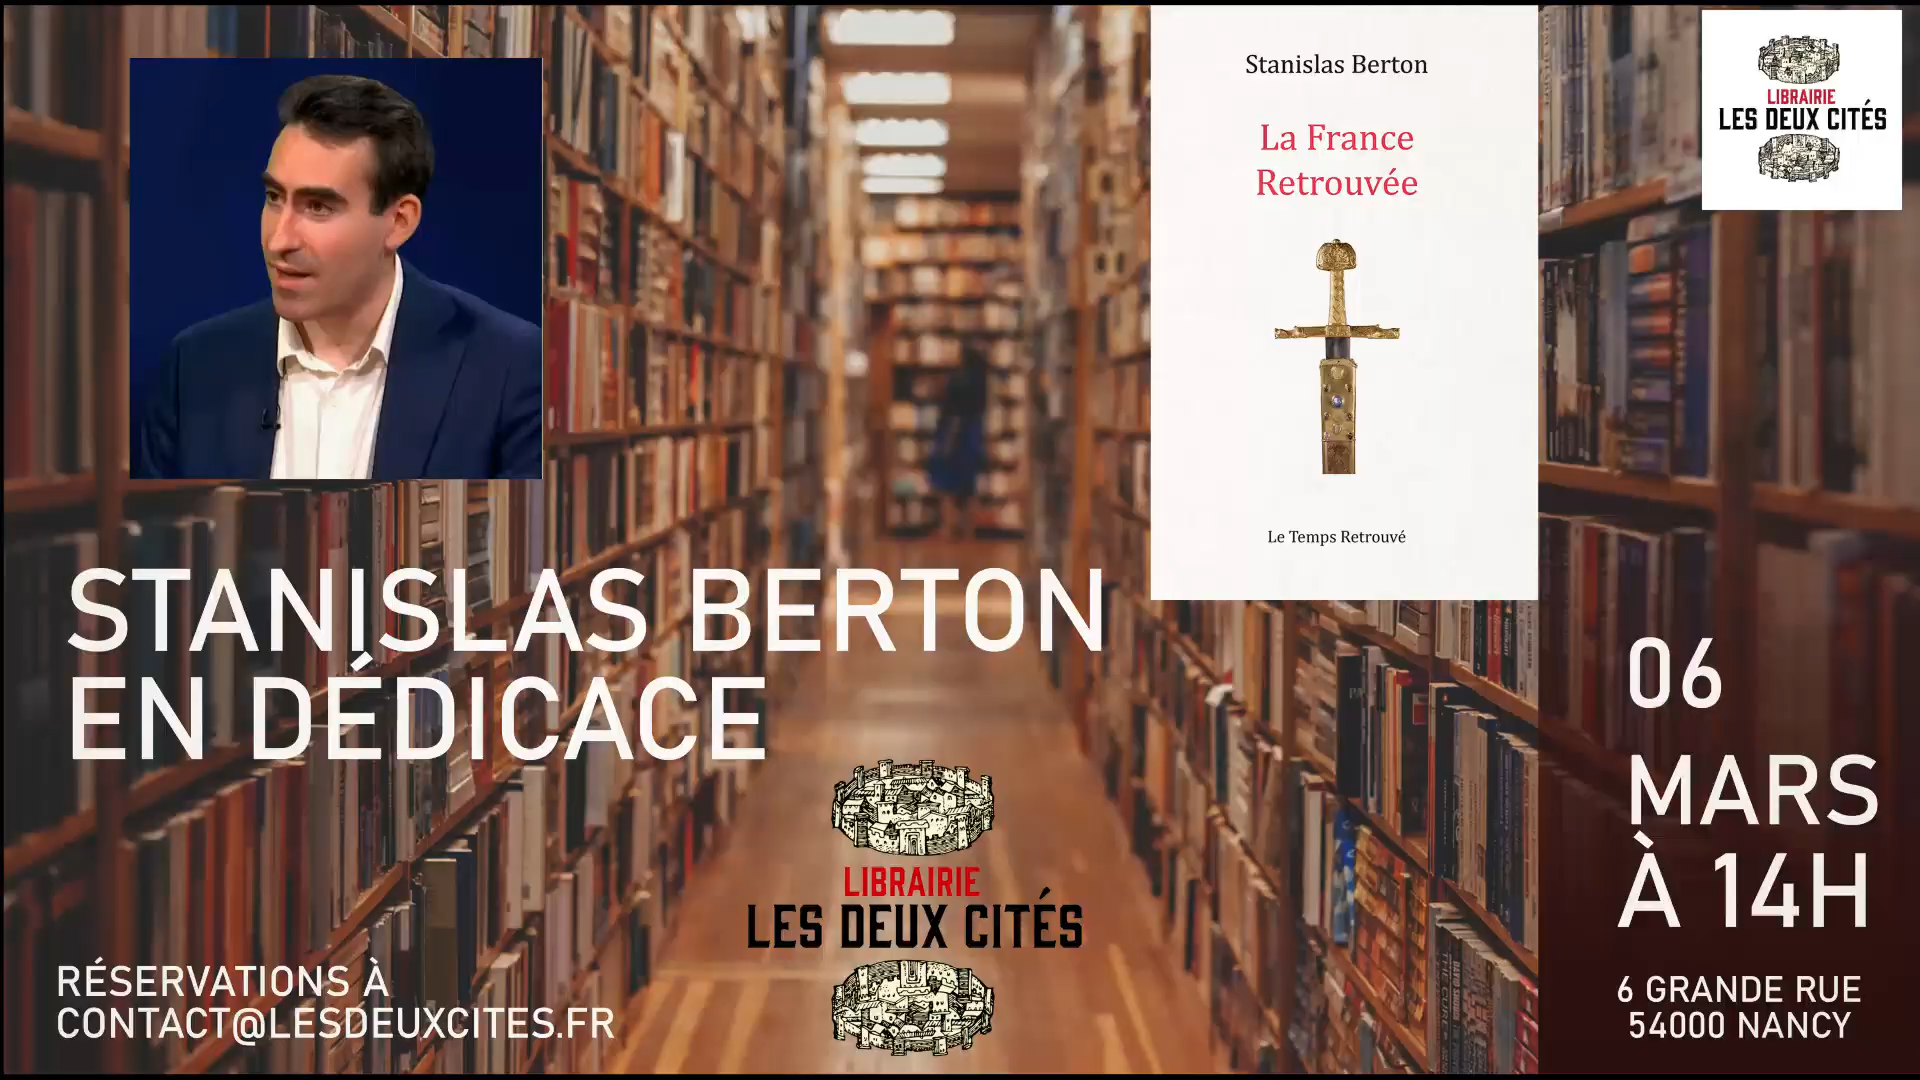 Stanislas Berton
La France
Retrouvée
Le Temps Retrouvé
LIBRAIRIE
LES DEUX CITÉS
STANISLAS BERTON
EN DÉDICACE
06
MARS
À 14H
LIBRAIRIE
LES DEUX CITÉS
RÉSERVATIONS À
CONTACT@LESDEUXCITES.FR
6 GRANDE RUE
54000 NANCY